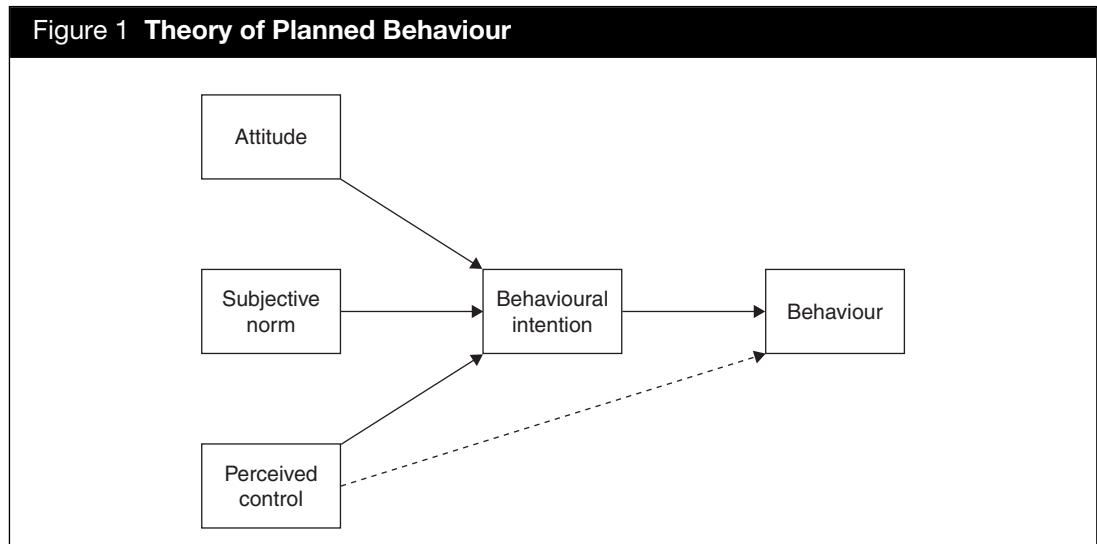 Figure 1 Theory of Planned Behaviour
Attitude
Subjective
norm
Behavioural
intention
Behaviour
Perceived
control